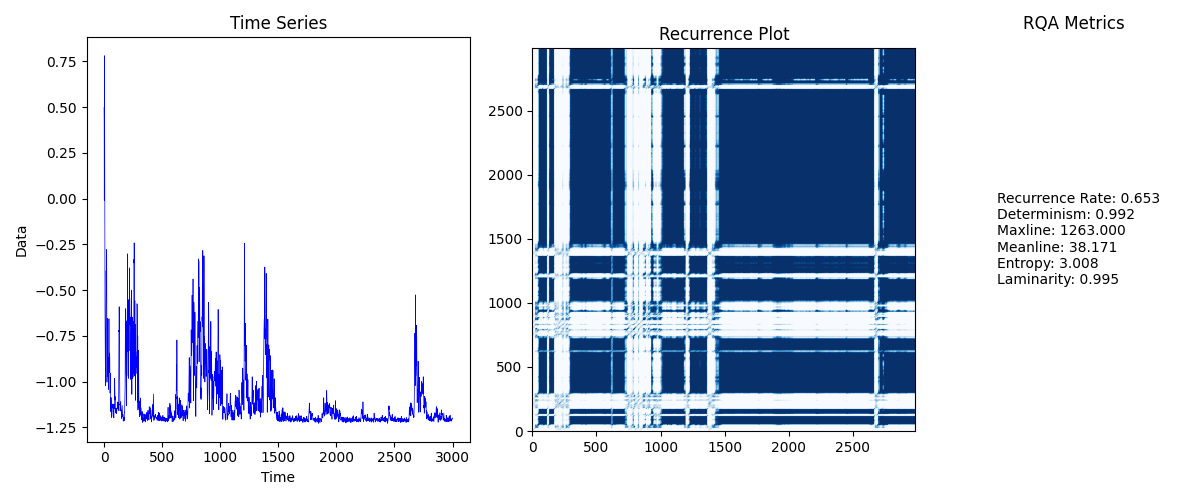 Time Series
0.75
0.50
0.25
0.00
−0.25
−0.50
−0.75
−1.00
−1.25
Data
0 500 1000 1500 2000 2500 3000
Time
Recurrence Plot
2500
2000
1500
1000
500
0
0 500 1000 1500 2000 2500
RQA Metrics
Recurrence Rate: 0.653
Determinism: 0.992
Maxline: 1263.000
Meanline: 38.171
Entropy: 3.008
Laminarity: 0.995